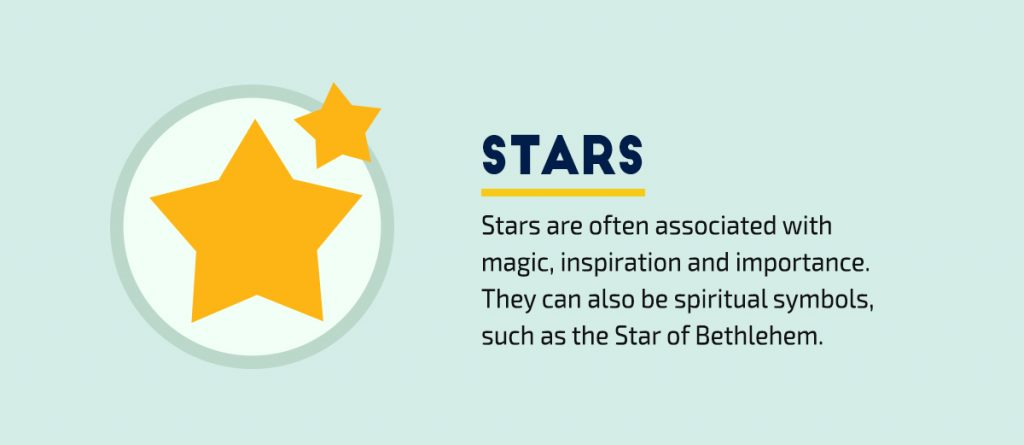 STARS
Stars are often associated with
magic, inspiration and importance.
They can also be spiritual symbols,
such as the Star of Bethlehem.